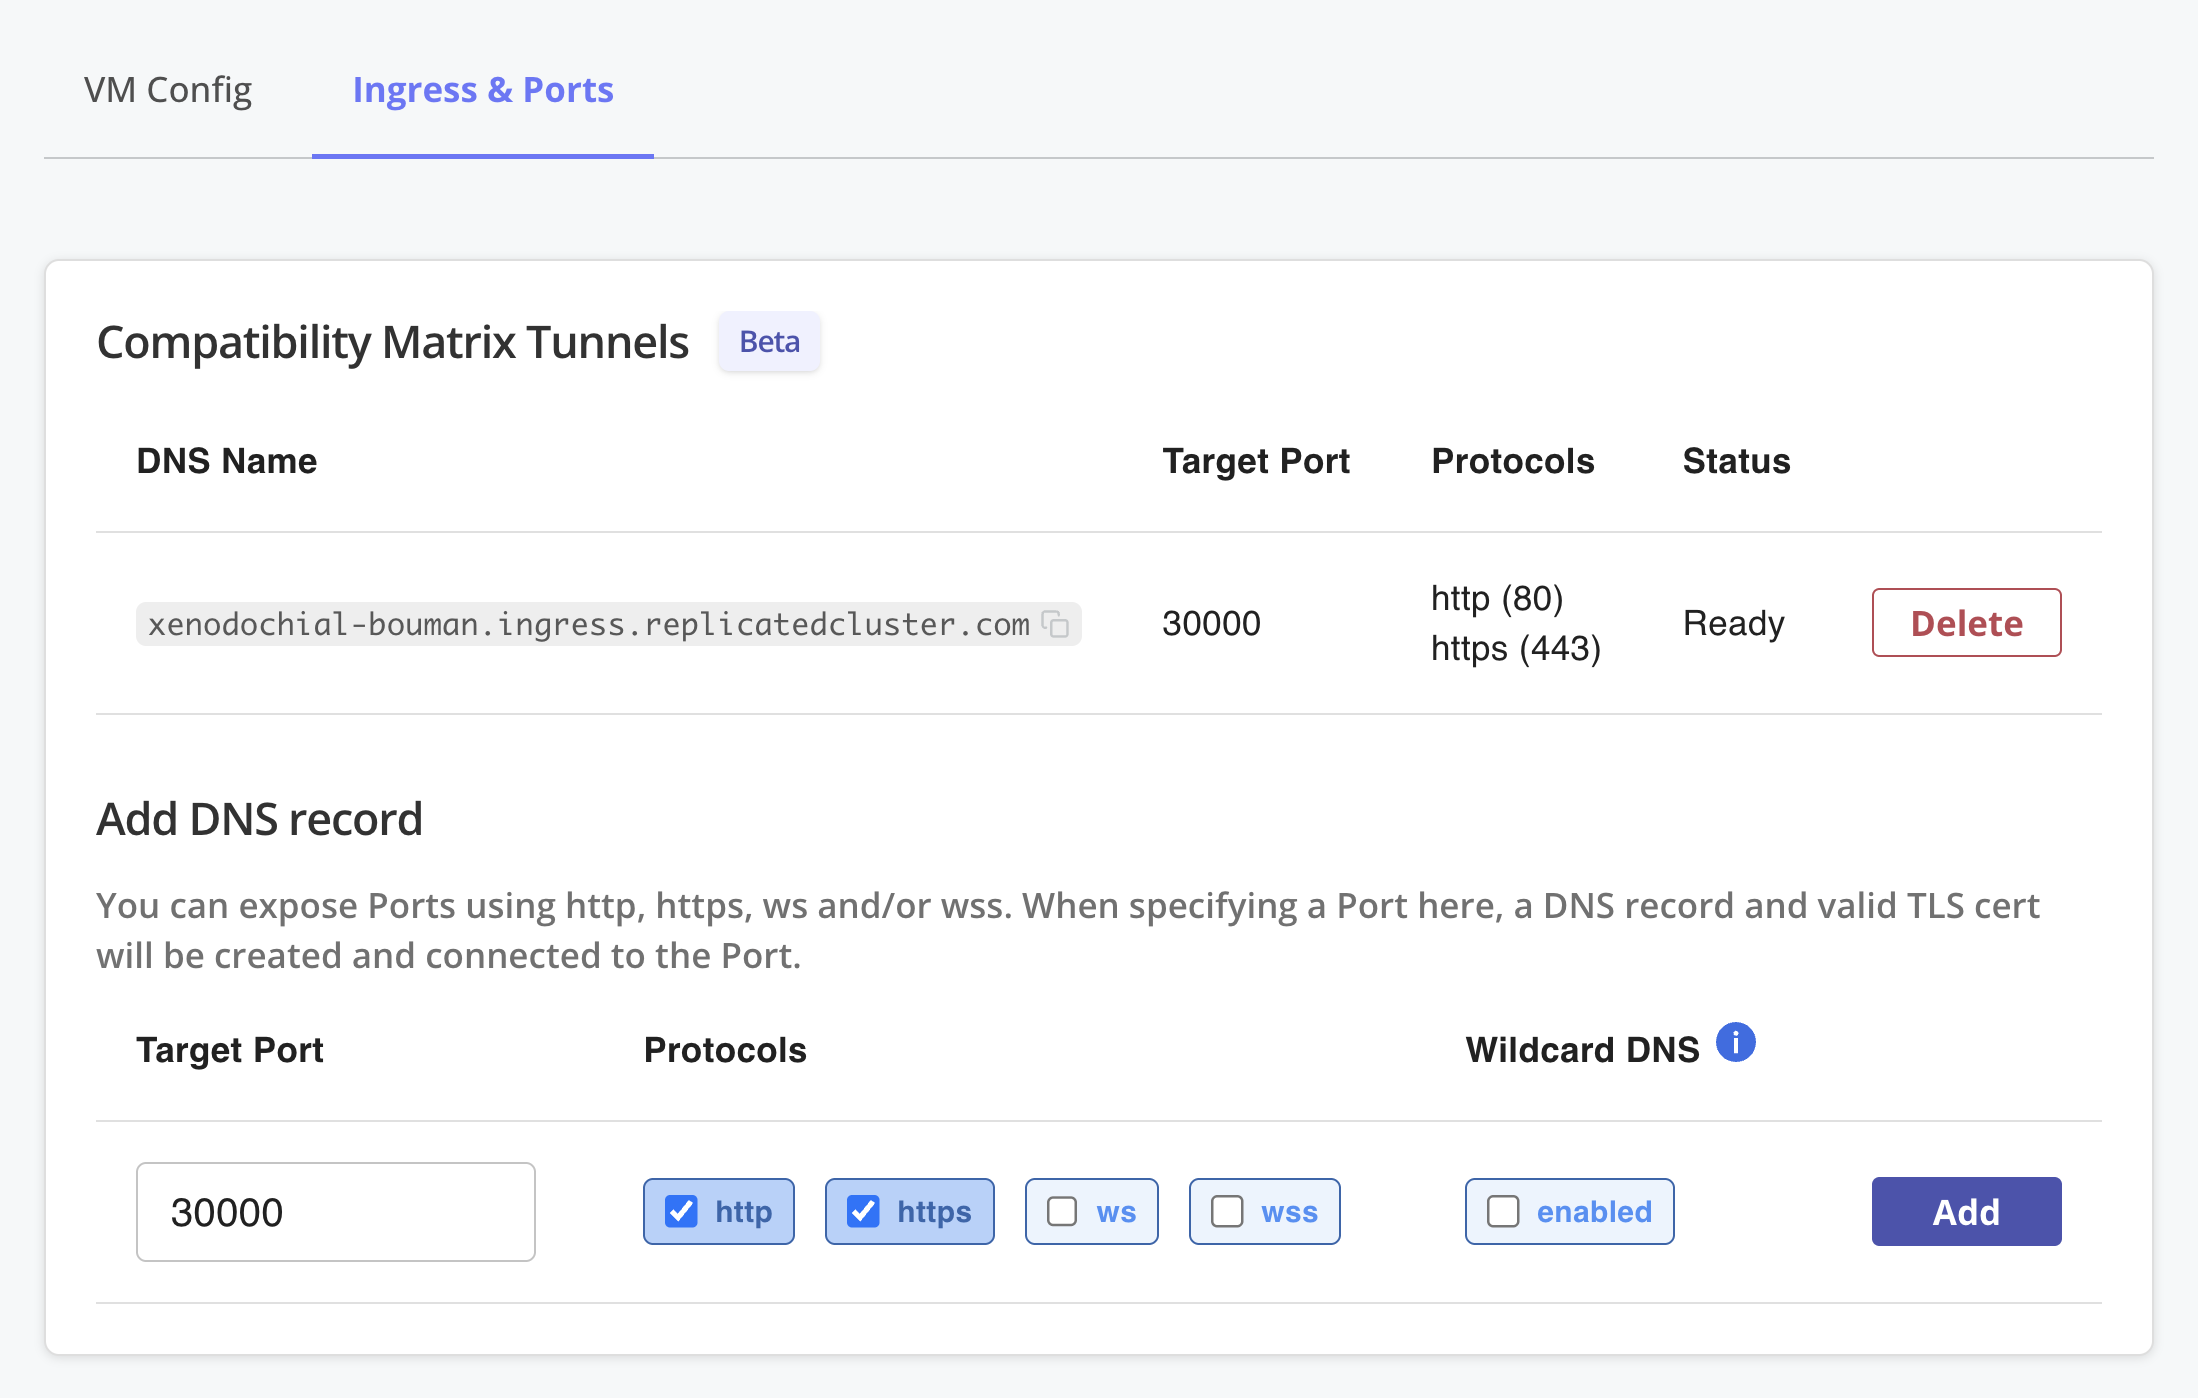 VM Config
Ingress & Ports
Compatibility Matrix Tunnels
Beta
DNS Name
Target Port
Protocols
Status
xenodochial-bouman.ingress.replicatedcluster.com
30000
http (80)
https (443)
Ready
Delete
Add DNS record
You can expose Ports using http, https, ws and/or wss. When specifying a Port here, a DNS record and valid TLS cert
will be created and connected to the Port.
Target Port
Protocols
Wildcard DNS
i
30000
http
https
ws
wss
enabled
Add